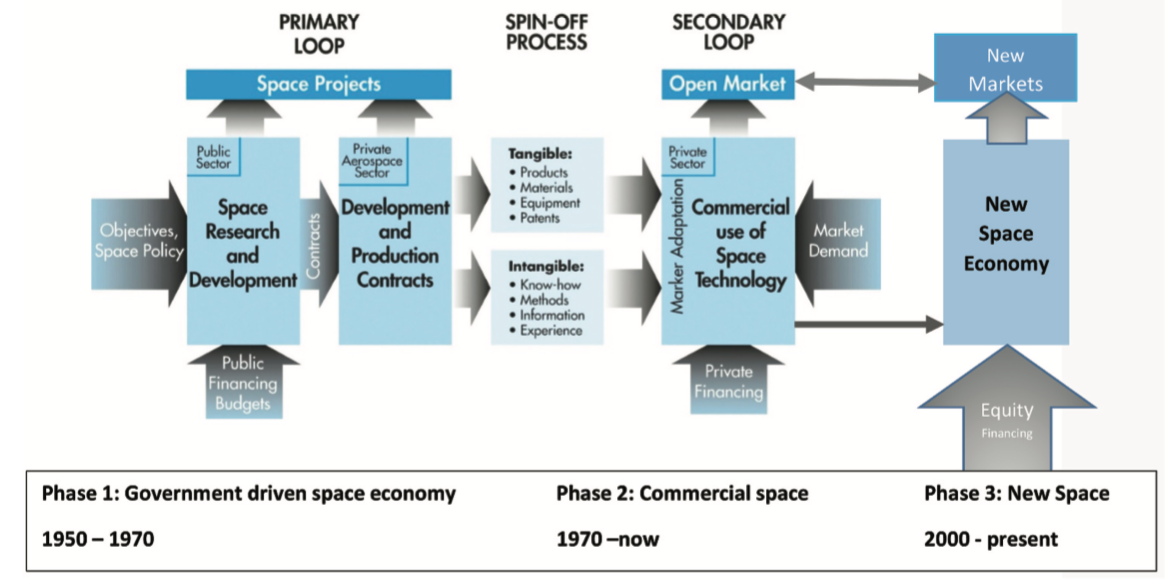 PRIMARY
LOOP
SPIN-OFF
PROCESS
SECONDARY
LOOP
Space Projects
Open Market
New
Markets
Objectives,
Space Policy
Public
Sector
Space
Research
and
Development
Contracts
Private
Aerospace
Sector
Development
and
Production
Contracts
Tangible:
• Products
• Materials
• Equipment
• Patents
Intangible:
• Know-how
• Methods
• Information
• Experience
Private
Sector
Marker Adaptation
Commercial
use of
Space
Technology
Market
Demand
New
Space
Economy
Public
Financing
Budgets
Private
Financing
Equity
Financing
Phase 1: Government driven space economy
1950 – 1970
Phase 2: Commercial space
1970 –now
Phase 3: New Space
2000 - present